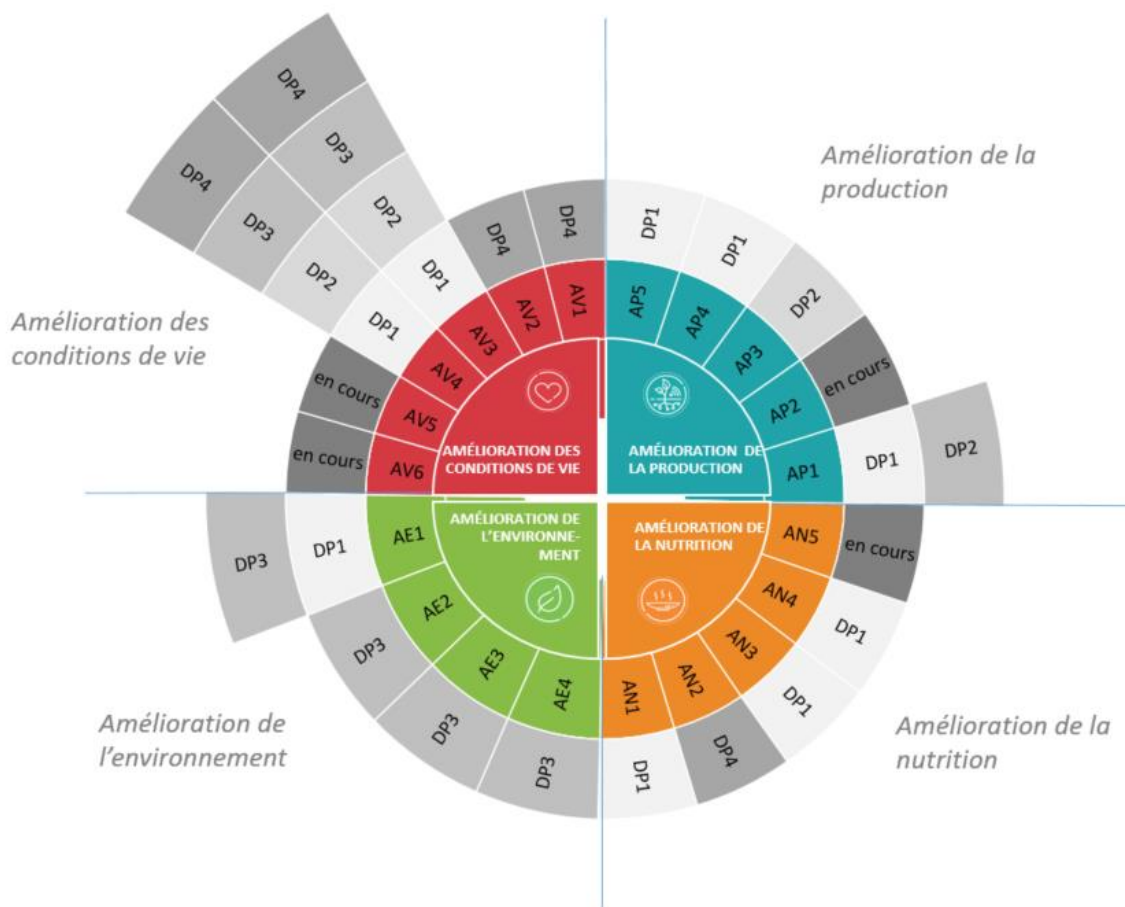 Amélioration de la
production
Amélioration des
conditions de vie
Amélioration de
l’environnement
Amélioration de la
nutrition
AMÉLIORATION DES
CONDITIONS DE VIE
AV1
DP4
AV2
DP4
AV3
DP1
DP2
DP3
DP4
AV4
DP1
DP2
DP3
DP4
AV5
en cours
AV6
en cours
AMÉLIORATION DE
LA PRODUCTION
AP5
DP1
AP4
DP1
AP3
DP2
AP2
en cours
AP1
DP1
DP2
AMÉLIORATION DE
L’ENVIRONNE-
MENT
AE1
DP1
DP3
AE2
DP3
AE3
DP3
AE4
DP3
AMÉLIORATION DE
LA NUTRITION
AN5
en cours
AN4
DP1
AN3
DP1
AN2
DP4
AN1
DP1